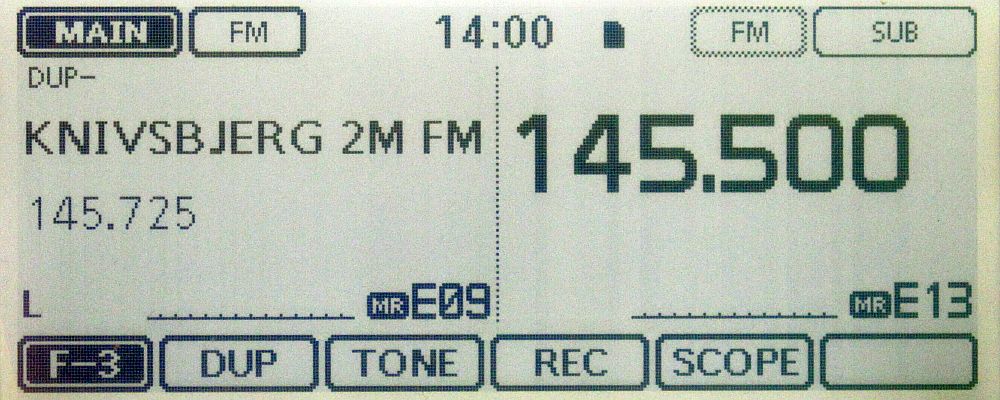 MAIN FM 14:00 FM SUB
DUP-
KNIVSBJERG 2M FM 145.500
145.725
L MR E09 MR E13
F-3 DUP TONE REC SCOPE